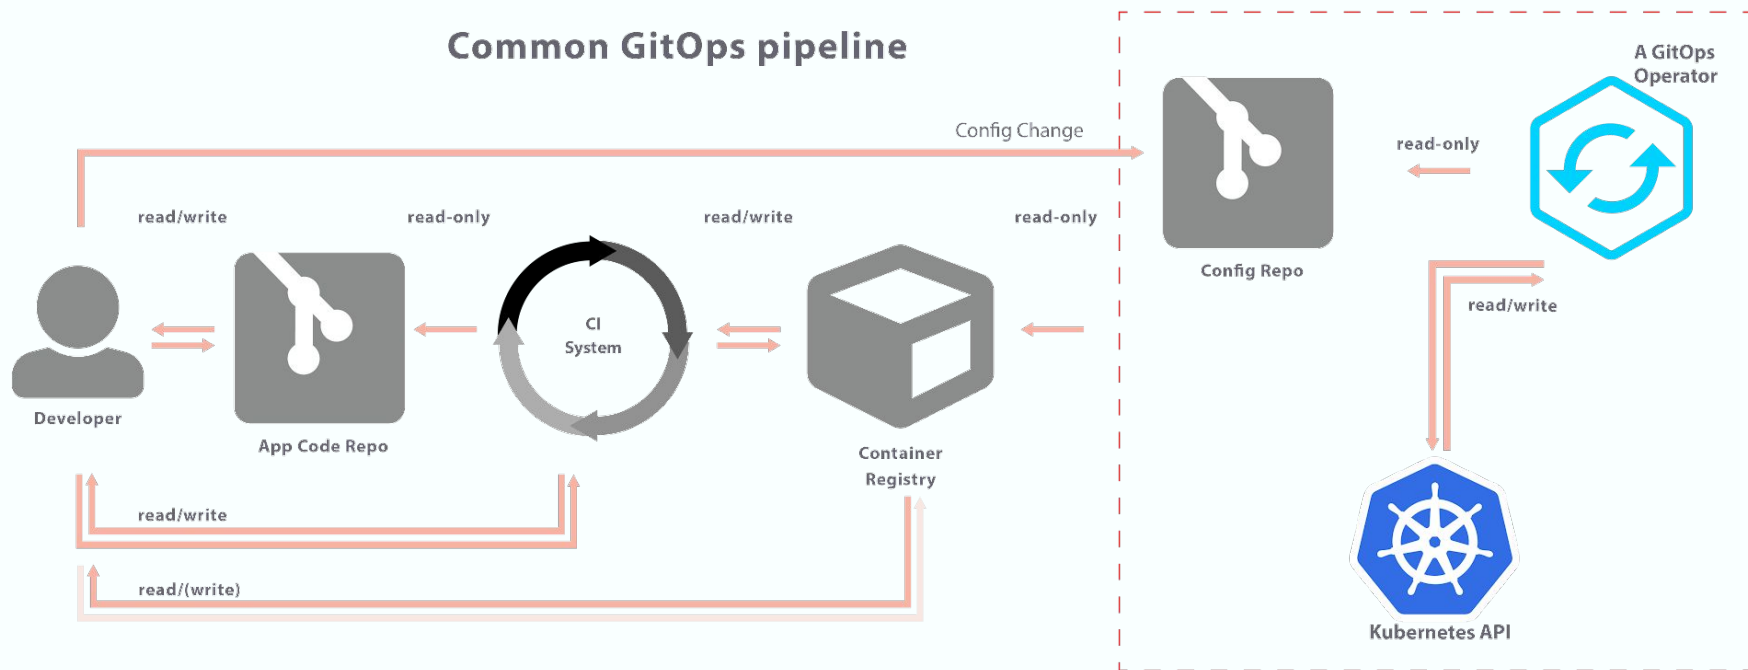 Common GitOps pipeline
A GitOps
Operator
Config Change
read-only
read/write
read-only
read/write
read-only
Config Repo
read/write
CI
System
Developer
App Code Repo
Container
Registry
read/write
read/(write)
Kubernetes API